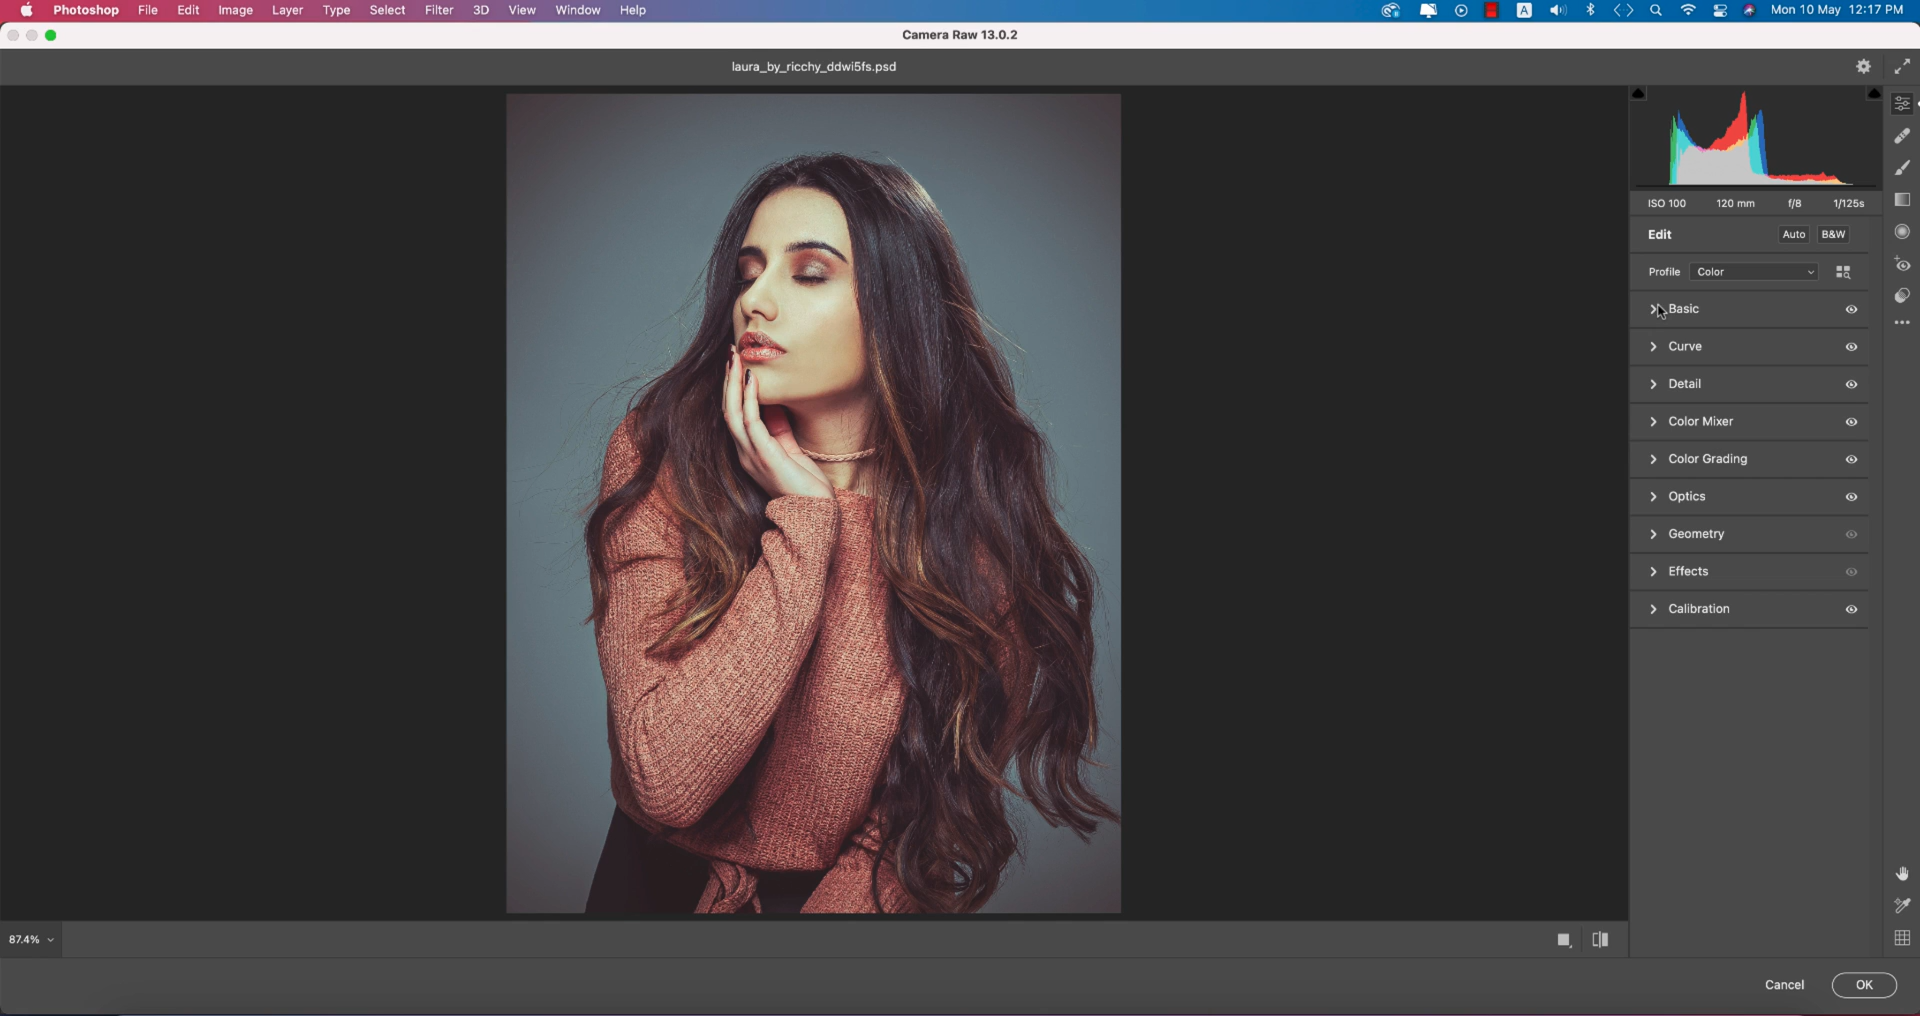 Photoshop File Edit Image Layer Type Select Filter 3D View Window Help A Mon 10 May 12:17 PM
Camera Raw 13.0.2
laura_by_ricchy_ddwi5fs.psd
ISO 100 120 mm f/8 1/125s
Edit Auto B&W
Profile Color
Basic
Curve
Detail
Color Mixer
Color Grading
Optics
Geometry
Effects
Calibration
87.4%
Cancel OK